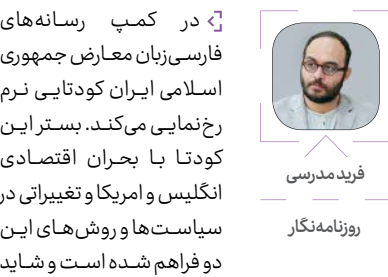 در کمپ رسانه‌های
فارسی‌زبان معارض جمهوری
اسلامی ایران کودتایی نرم
رخ‌نمایی می‌کند. بستر این
کودتا با بحران اقتصادی
انگلیس و امریکا و تغییراتی در
سیاست‌ها و روش‌های این
دو فراهم شده است و شاید
فرید مدرسی
روزنامه‌نگار